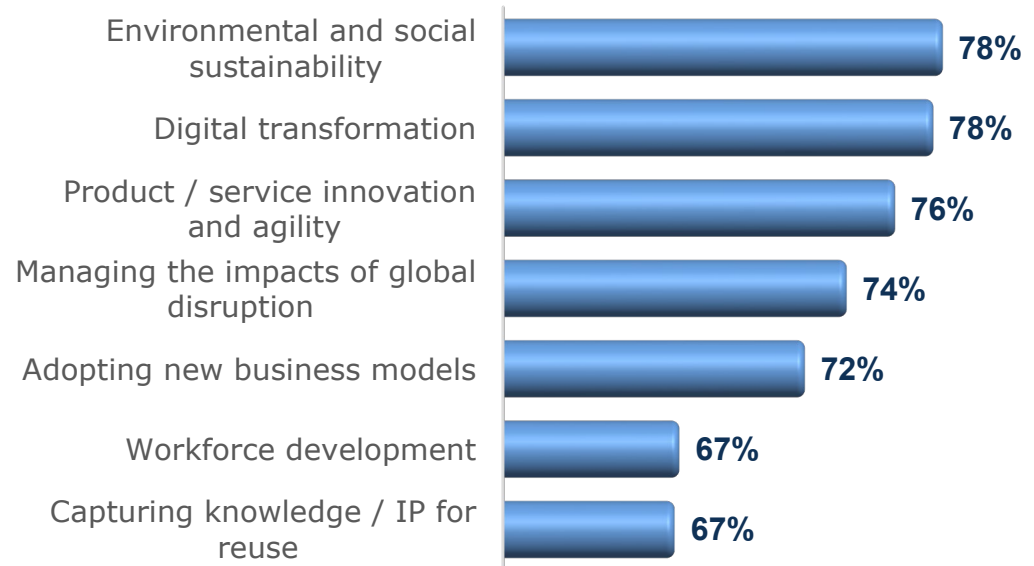 Environmental and social
sustainability
78%
Digital transformation
78%
Product / service innovation
and agility
76%
Managing the impacts of global
disruption
74%
Adopting new business models
72%
Workforce development
67%
Capturing knowledge / IP for
reuse
67%